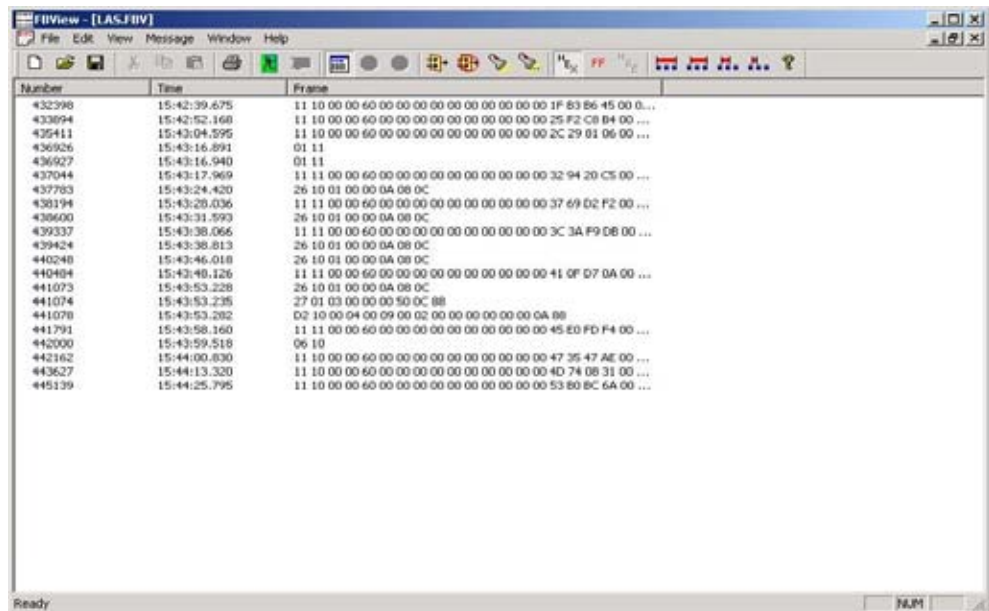 FBView - [LAS.FBV]
File Edit View Message Window Help
Number Time Frame
432398 15:42:39.675 11 10 00 00 60 00 00 00 00 00 00 00 00 00 00 1F B3 B6 45 00 0...
433894 15:42:52.168 11 10 00 00 60 00 00 00 00 00 00 00 00 00 00 25 F2 C8 B4 00 ...
435411 15:43:04.595 11 10 00 00 60 00 00 00 00 00 00 00 00 00 00 2C 29 81 06 00 ...
436926 15:43:16.891 01 11
436927 15:43:16.940 01 11
437044 15:43:17.969 11 11 00 00 60 00 00 00 00 00 00 00 00 00 00 32 94 20 C5 00 ...
437783 15:43:24.420 26 10 01 00 00 0A 08 0C
438194 15:43:28.036 11 11 00 00 60 00 00 00 00 00 00 00 00 00 00 37 69 D2 F2 00 ...
438600 15:43:31.593 26 10 01 00 00 0A 08 0C
439337 15:43:38.066 11 11 00 00 60 00 00 00 00 00 00 00 00 00 00 3C 3A F9 DB 00 ...
439424 15:43:38.813 26 10 01 00 00 0A 08 0C
440248 15:43:46.018 26 10 01 00 00 0A 08 0C
440484 15:43:48.126 11 11 00 00 60 00 00 00 00 00 00 00 00 00 00 41 0F D7 0A 00 ...
441073 15:43:53.228 26 10 01 00 00 0A 08 0C
441074 15:43:53.235 27 01 03 00 00 00 50 0C 88
441078 15:43:53.282 D2 10 00 04 00 09 00 02 00 00 00 00 00 00 0A 88
441791 15:43:58.160 11 11 00 00 60 00 00 00 00 00 00 00 00 00 00 45 E0 FD F4 00 ...
442000 15:43:59.518 06 10
442162 15:44:00.830 11 10 00 00 60 00 00 00 00 00 00 00 00 00 00 47 35 47 AE 00 ...
443627 15:44:13.320 11 10 00 00 60 00 00 00 00 00 00 00 00 00 00 4D 74 08 31 00 ...
445139 15:44:25.795 11 10 00 00 60 00 00 00 00 00 00 00 00 00 00 53 80 BC 6A 00 ...
Ready NUM